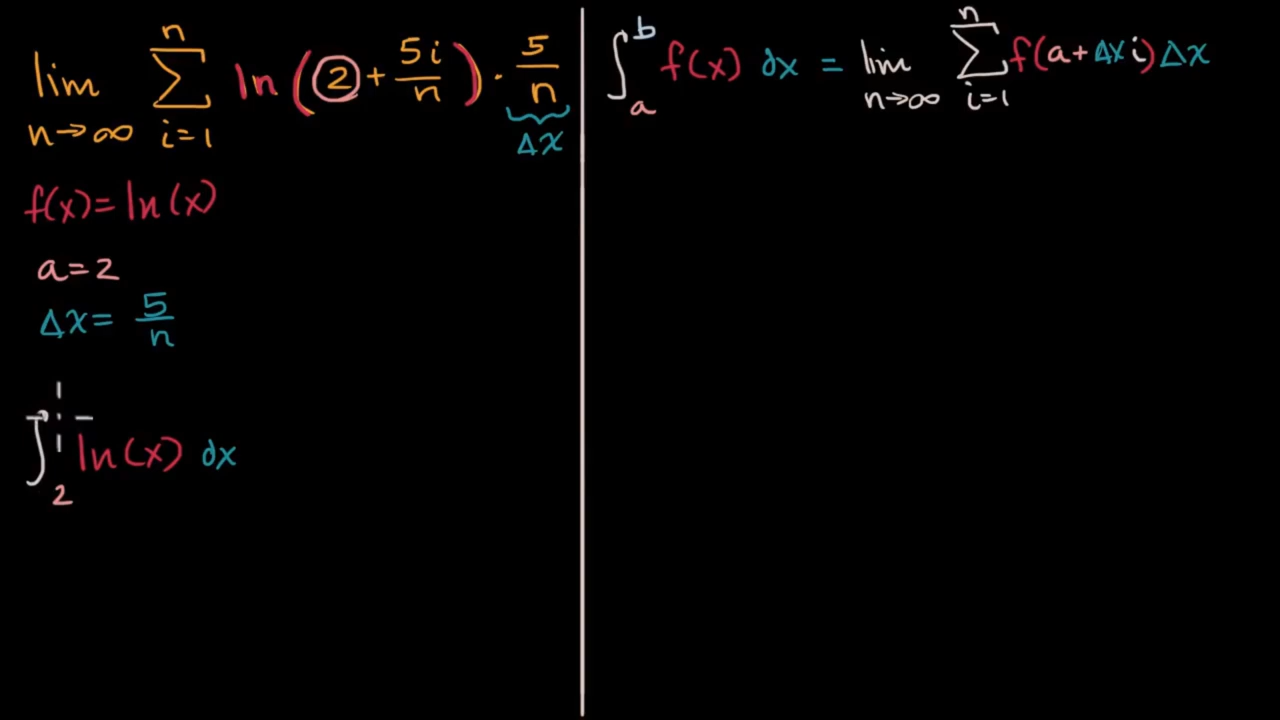 lim n→∞ n Σ i=1 ln(2 + 5i/n) · 5/n
Δx
f(x) = ln(x)
a = 2
Δx = 5/n
∫ 2 ln(x) dx
∫ a b f(x) dx = lim n→∞ n Σ i=1 f(a + Δx i) Δx